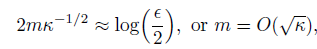 2mκ^{-1/2} ≈ log(ϵ/2), or m = O(√κ),